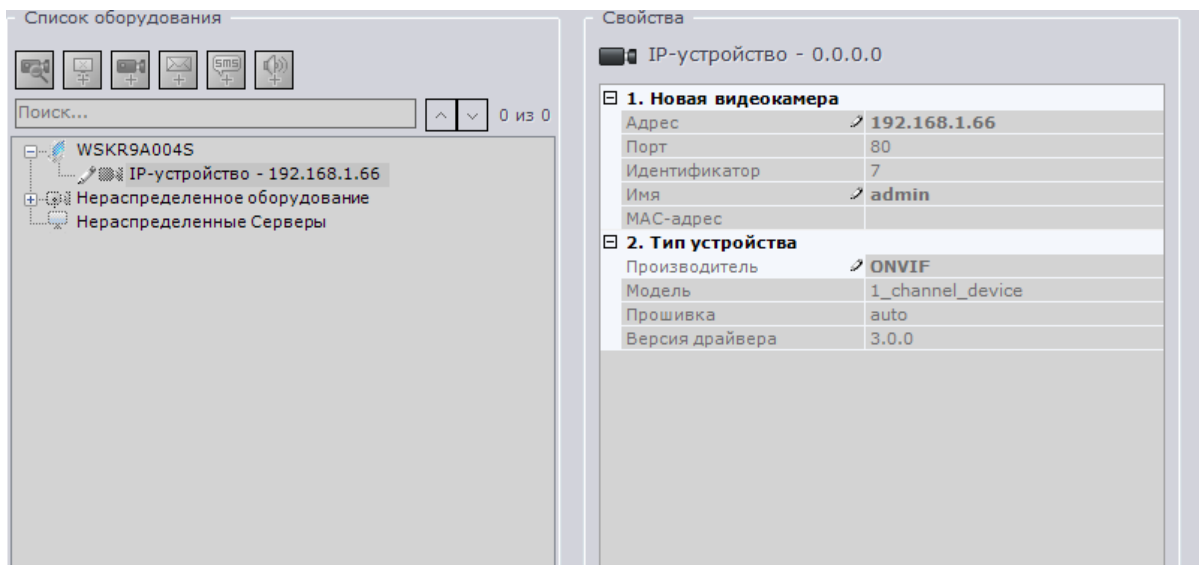 Список оборудования
sms
Поиск...
0 из 0
WSKR9A004S
IP-устройство - 192.168.1.66
Нераспределенное оборудование
Нераспределенные Серверы
Свойства
IP-устройство - 0.0.0.0
1. Новая видеокамера
Адрес 192.168.1.66
Порт 80
Идентификатор 7
Имя admin
MAC-адрес
2. Тип устройства
Производитель ONVIF
Модель 1_channel_device
Прошивка auto
Версия драйвера 3.0.0